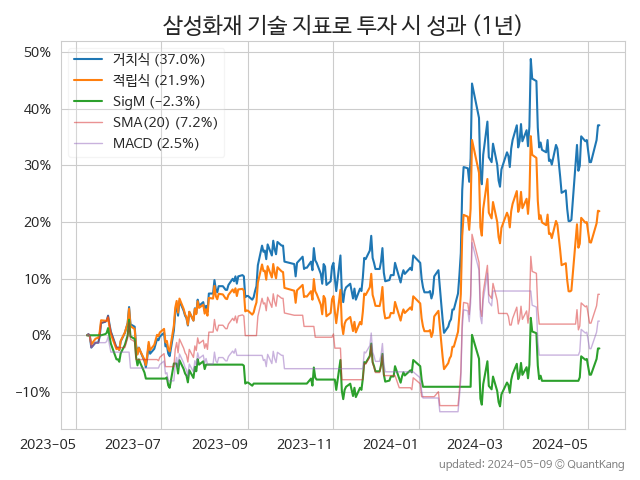 삼성화재 기술 지표로 투자 시 성과 (1년)
50%
40%
30%
20%
10%
0%
−10%
거치식 (37.0%)
적립식 (21.9%)
SigM (−2.3%)
SMA(20) (7.2%)
MACD (2.5%)
2023−05 2023−07 2023−09 2023−11 2024−01 2024−03 2024−05
updated: 2024−05−09 © QuantKang